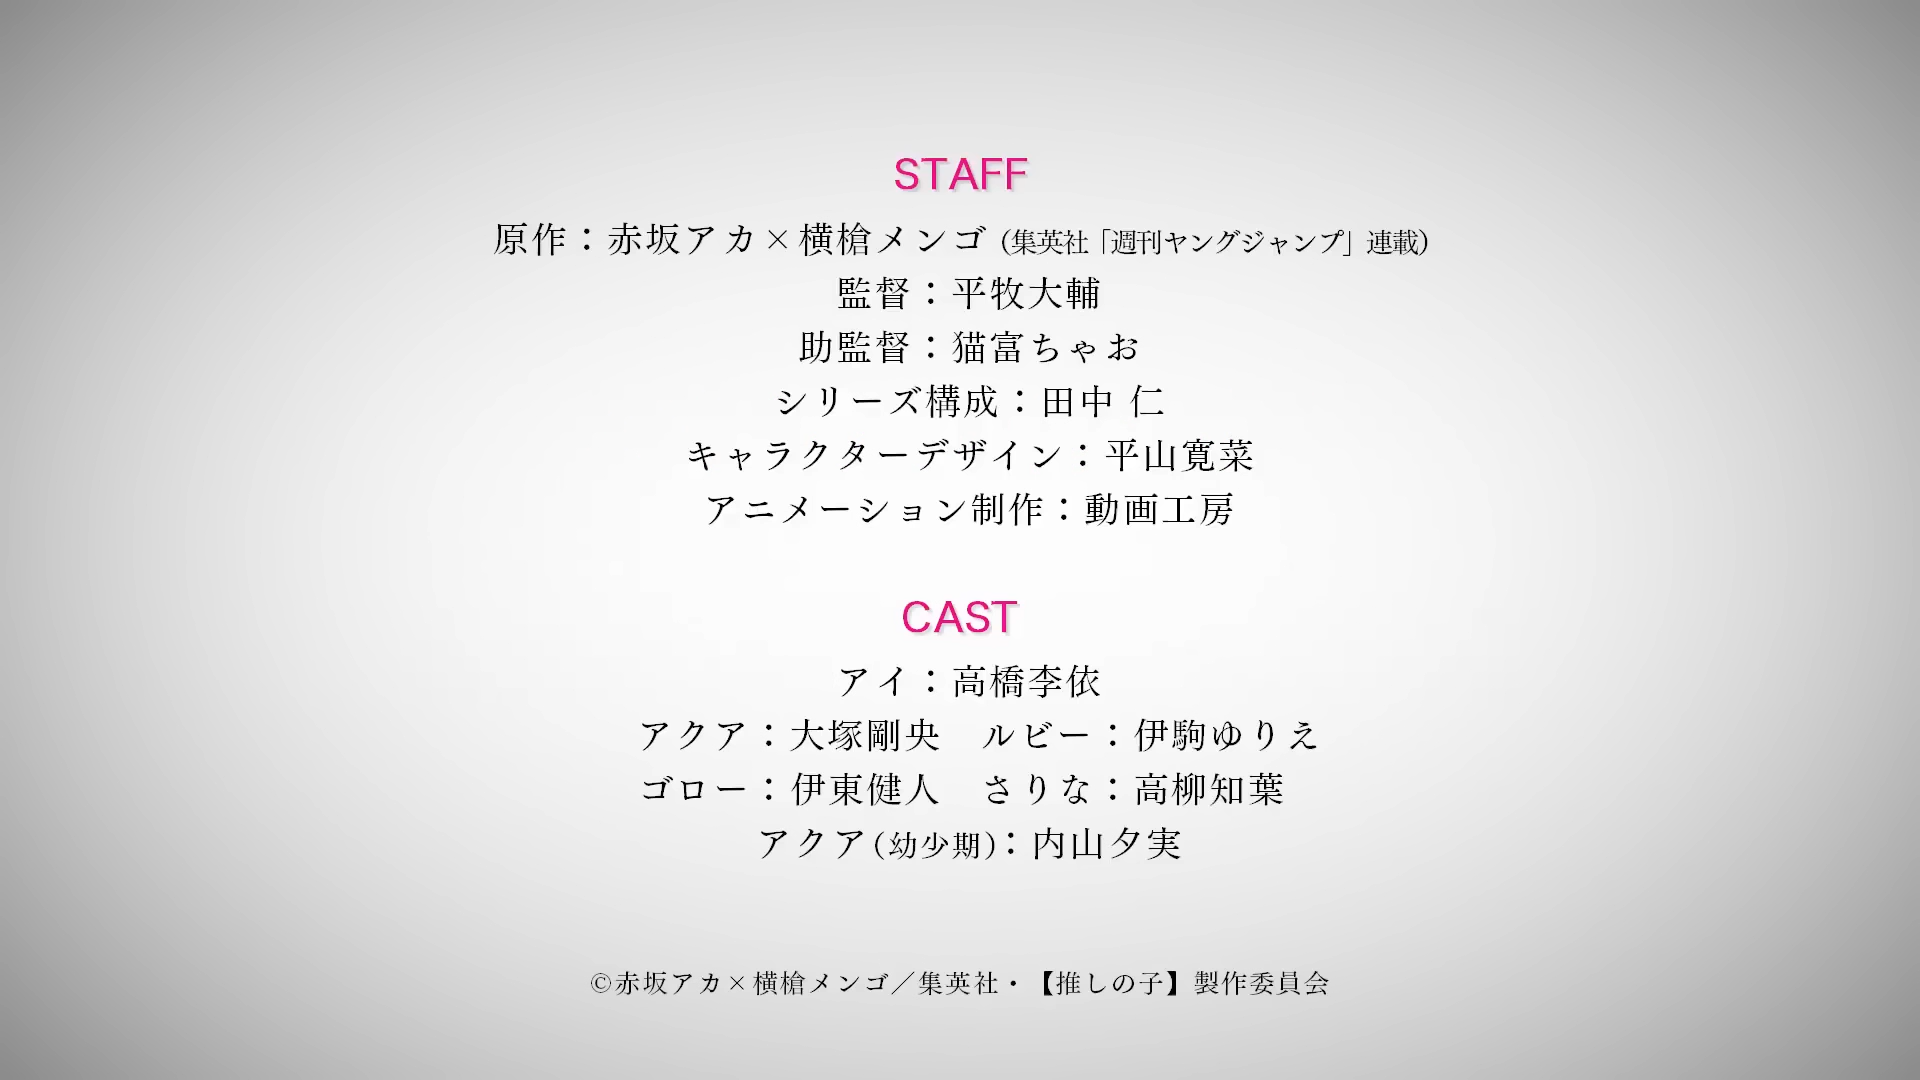 STAFF
原作：赤坂アカ×横槍メンゴ（集英社「週刊ヤングジャンプ」連載）
監督：平牧大輔
助監督：猫富ちゃお
シリーズ構成：田中 仁
キャラクターデザイン：平山寛菜
アニメーション制作：動画工房
CAST
アイ：高橋李依
アクア：大塚剛央　ルビー：伊駒ゆりえ
ゴロー：伊東健人　さりな：高柳知葉
アクア（幼少期）：内山夕実
©赤坂アカ×横槍メンゴ／集英社・【推しの子】製作委員会